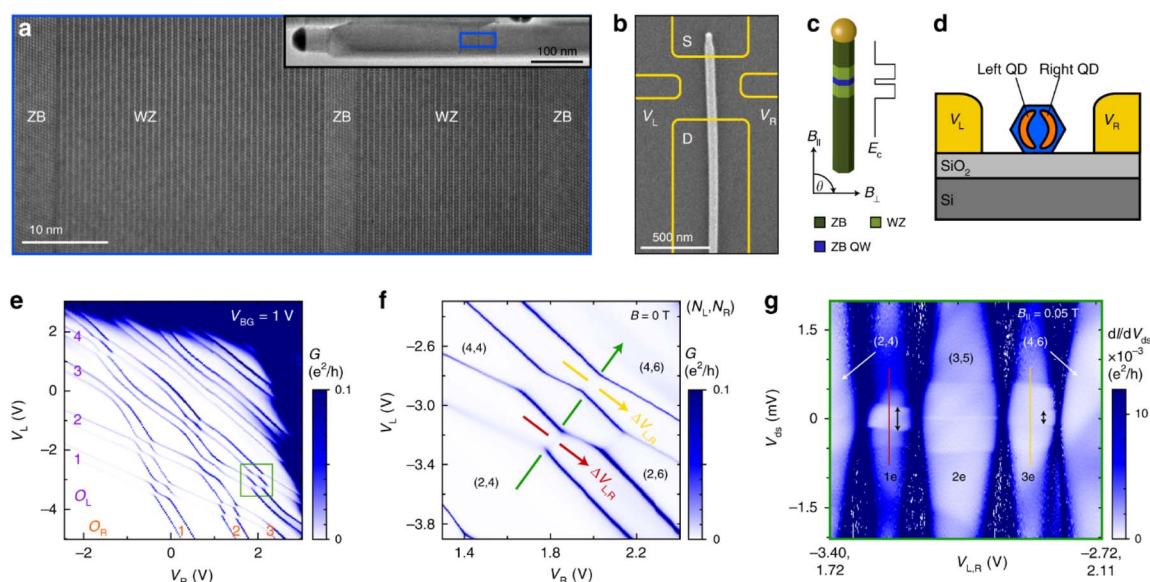 a
ZB
WZ
ZB
WZ
ZB
10 nm
100 nm
b
S
V_L
V_R
D
500 nm
c
B_||
θ
B_⊥
E_c
ZB
WZ
ZB QW
d
Left QD
Right QD
V_L
V_R
SiO₂
Si
e
V_BG = 1 V
2
0
−2
−4
V_L (V)
4
3
2
1
O_L
O_R
1
2
3
−2
0
2
V_R (V)
G
(e²/h)
0.1
0
f
B = 0 T
(N_L,N_R)
(4,4)
(4,6)
(2,4)
(2,6)
ΔV_L,R
ΔV_L,R
−2.6
−3.0
−3.4
−3.8
V_L (V)
1.4
1.8
2.2
V_R (V)
G
(e²/h)
0.1
0
g
B_|| = 0.05 T
(2,4)
(3,5)
(4,6)
1e
2e
3e
1.5
0
−1.5
V_ds (mV)
−3.40,
1.72
V_L,R (V)
−2.72,
2.11
dI/dV_ds
×10⁻³
(e²/h)
10
0